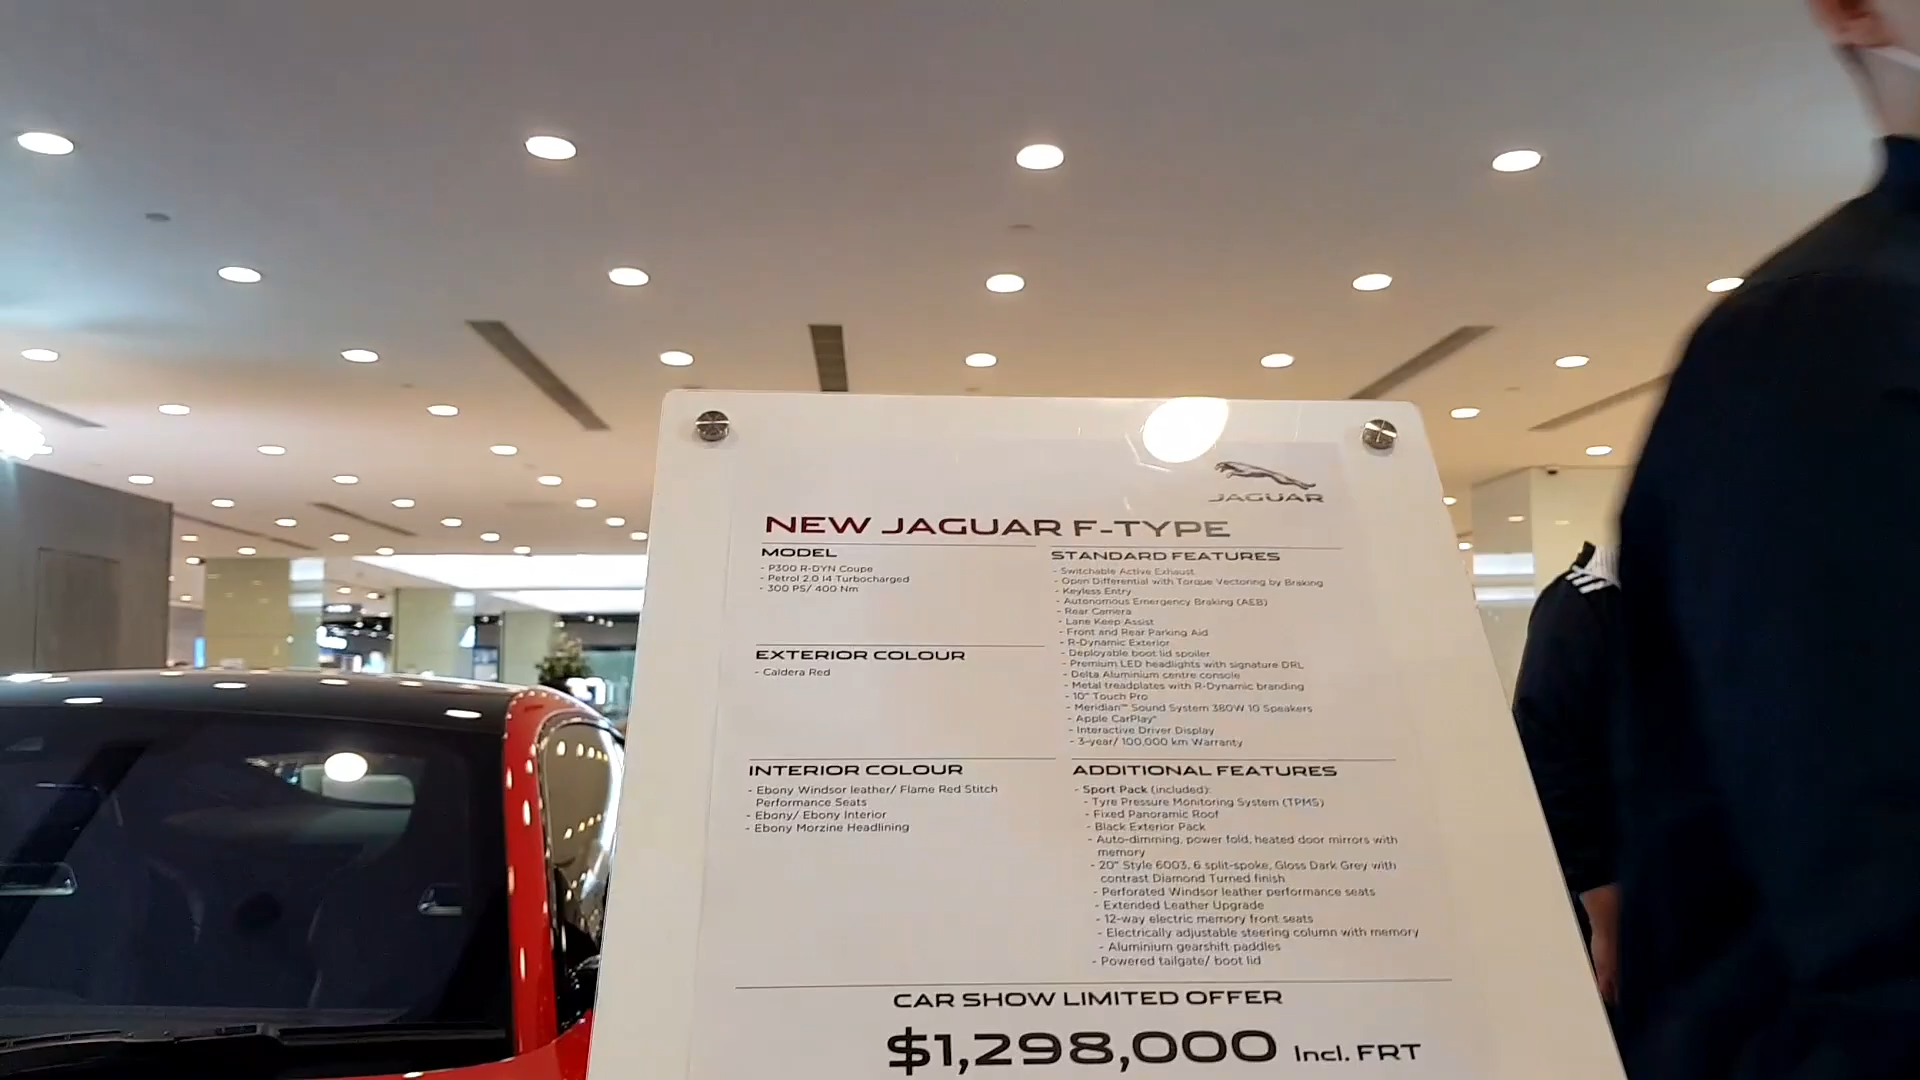 JAGUAR
NEW JAGUAR F-TYPE
MODEL
- P300 R-DYN Coupe
- Petrol 2.0 I4 Turbocharged
- 300 PS/ 400 Nm
EXTERIOR COLOUR
- Caldera Red
INTERIOR COLOUR
- Ebony Windsor leather/ Flame Red Stitch
Performance Seats
- Ebony/ Ebony Interior
- Ebony Morzine Headlining
STANDARD FEATURES
- Switchable Active Exhaust
- Open Differential with Torque Vectoring by Braking
- Keyless Entry
- Autonomous Emergency Braking (AEB)
- Rear Camera
- Lane Keep Assist
- Front and Rear Parking Aid
- R-Dynamic Exterior
- Deployable boot lid spoiler
- Premium LED headlights with signature DRL
- Delta Aluminium centre console
- Metal treadplates with R-Dynamic branding
- 10" Touch Pro
- Meridian™ Sound System 380W 10 Speakers
- Apple CarPlay®
- Interactive Driver Display
- 3-year/ 100,000 km Warranty
ADDITIONAL FEATURES
- Sport Pack (included):
- Tyre Pressure Monitoring System (TPMS)
- Fixed Panoramic Roof
- Black Exterior Pack
- Auto-dimming, power fold, heated door mirrors with
memory
- 20" Style 6003, 6 split-spoke, Gloss Dark Grey with
contrast Diamond Turned finish
- Perforated Windsor leather performance seats
- Extended Leather Upgrade
- 12-way electric memory front seats
- Electrically adjustable steering column with memory
- Aluminium gearshift paddles
- Powered tailgate/ boot lid
CAR SHOW LIMITED OFFER
$1,298,000 Incl. FRT